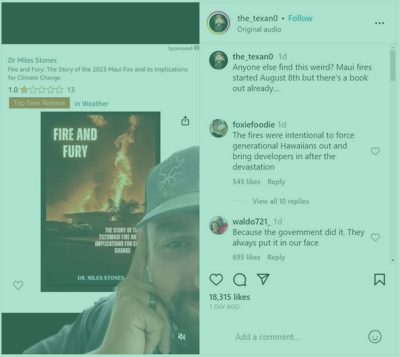 the_texan0 • Follow
Original audio
Sponsored
Dr Miles Stones
Fire and Fury: The Story of the 2023 Maui Fire and its Implications
for Climate Change
1.0 13
Top New Release in Weather
FIRE AND
FURY
THE STORY OF TH
2023 MAUI FIRE AN
IMPLICATIONS FOR C
CHANGE
DR. MILES STONES
the_texan0 1d
Anyone else find this weird? Maui fires
started August 8th but there's a book
out already...
foxiefoodie 1d
The fires were intentional to force
generational Hawaiians out and
bring developers in after the
devastation
545 likes Reply
View all 10 replies
waldo721_ 1d
Because the government did it. They
always put it in our face
695 likes Reply
18,315 likes
1 DAY AGO
Add a comment...